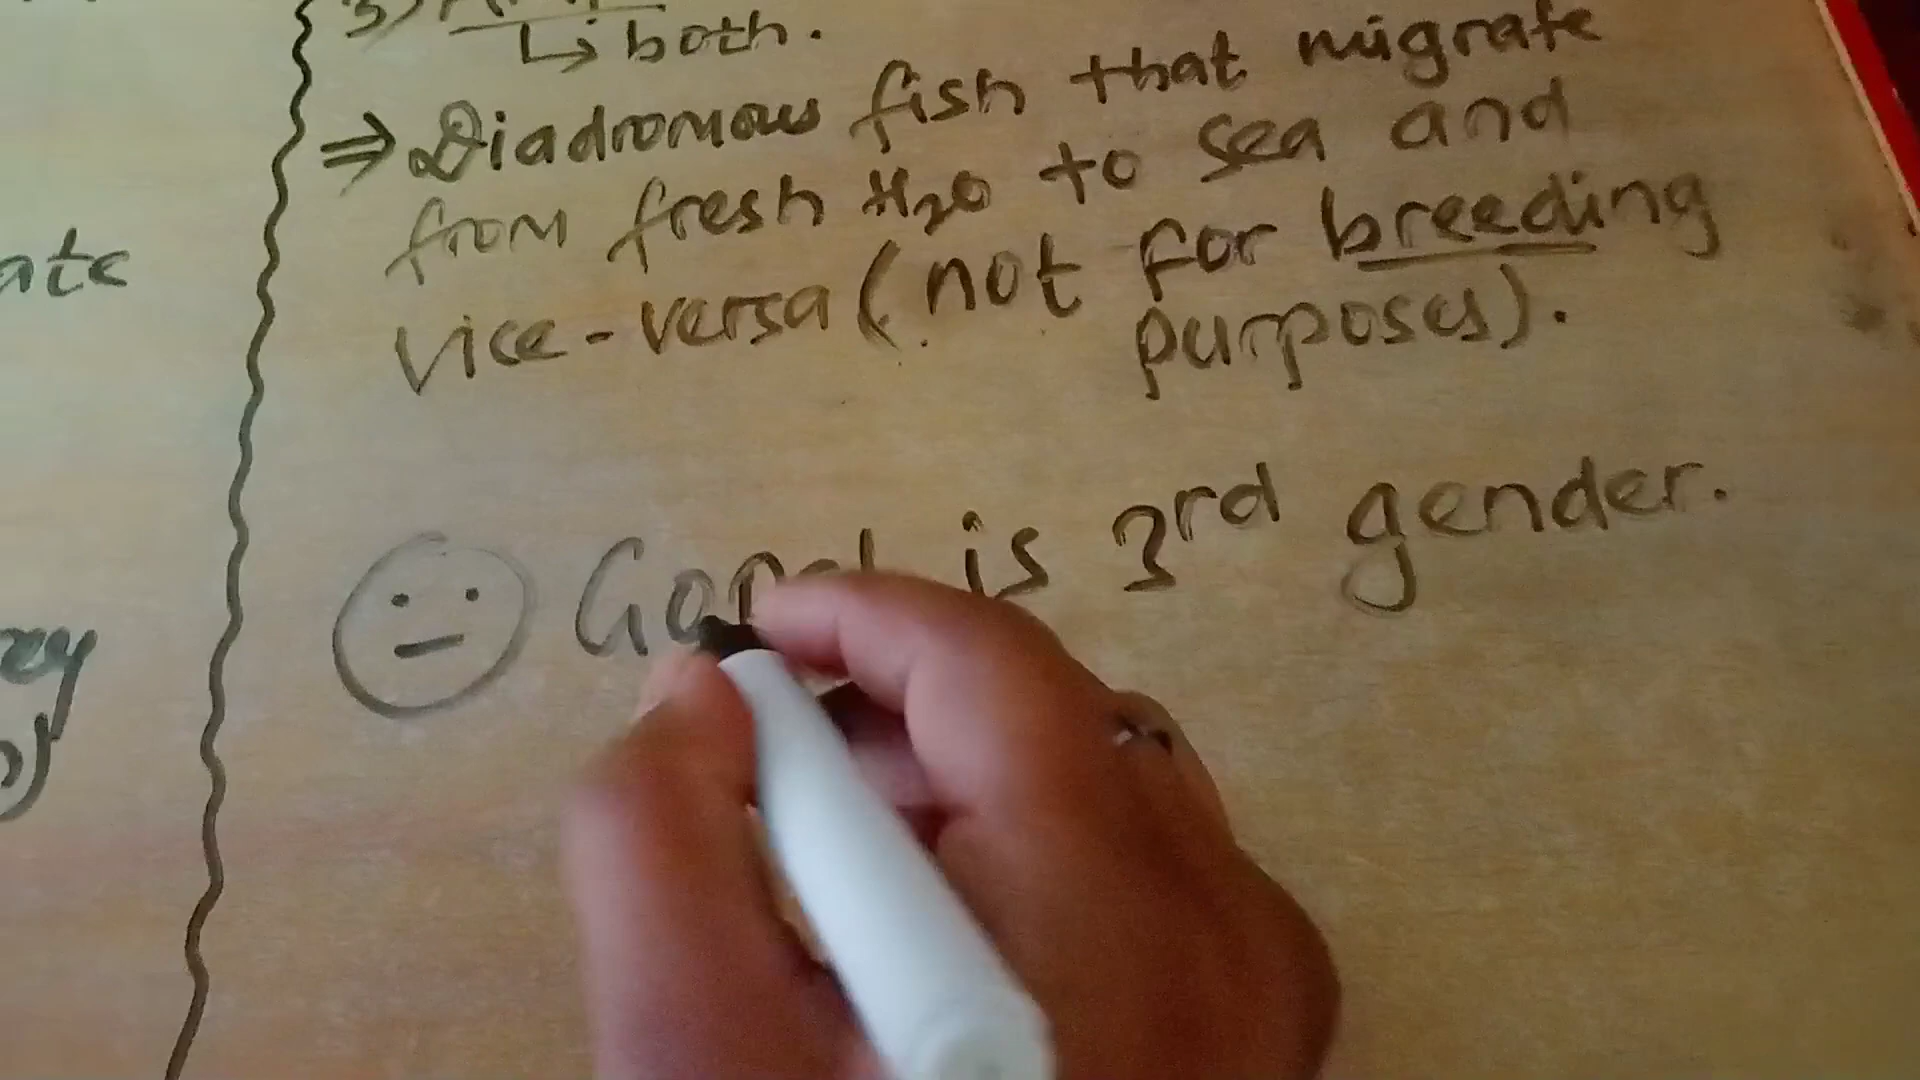 both.
⇒ Diadromous fish that migrate
from fresh H2O to sea and
vice-versa (not for breeding
purposes).
is 3rd gender.